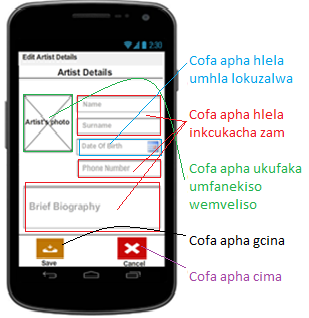 2:30
Edit Artist Details
Artist Details
Artist's photo
Name
Surname
Date Of Birth
Phone Number
Brief Biography
Save
Cancel
Cofa apha hlela
umhla lokuzalwa
Cofa apha hlela
inkcukacha zam
Cofa apha ukufaka
umfanekiso
wemveliso
Cofa apha gcina
Cofa apha cima